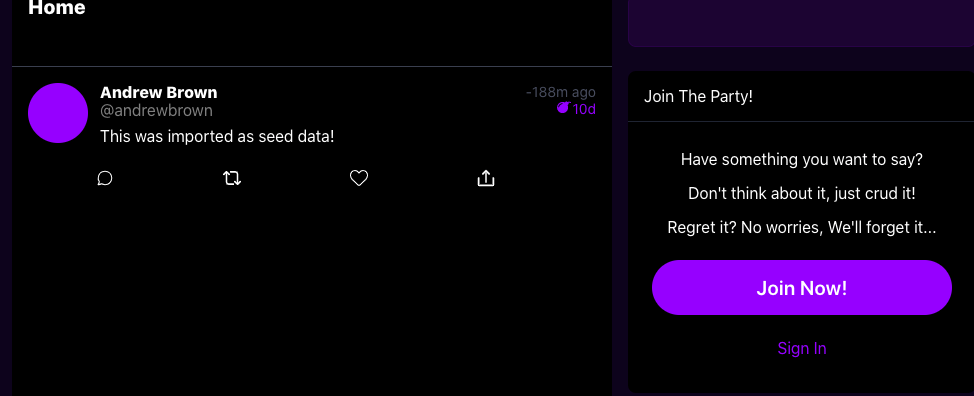 Home
Andrew Brown
-188m ago
@andrewbrown
10d
This was imported as seed data!
Join The Party!
Have something you want to say?
Don't think about it, just crud it!
Regret it? No worries, We'll forget it...
Join Now!
Sign In